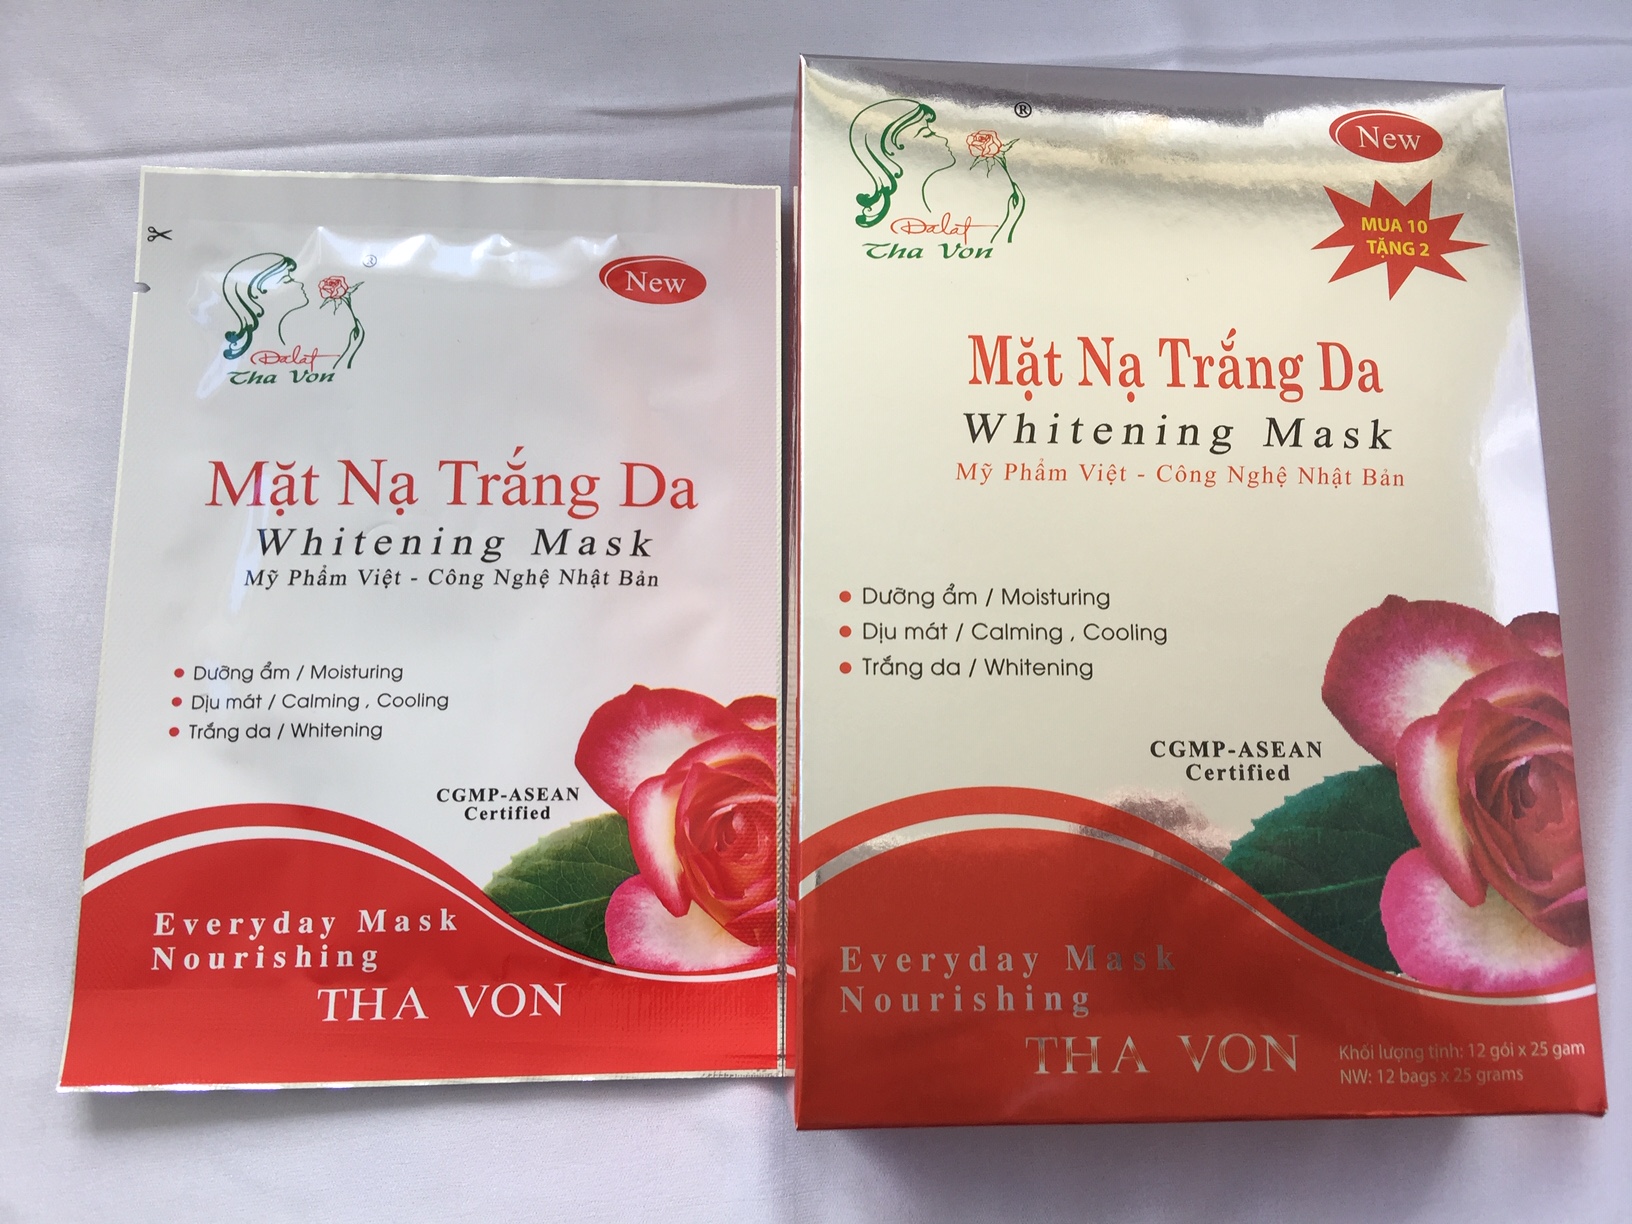 ®
New
Dalat
Tha Von
Mặt Nạ Trắng Da
Whitening Mask
Mỹ Phẩm Việt - Công Nghệ Nhật Bản
Dưỡng ẩm / Moisturing
Dịu mát / Calming , Cooling
Trắng da / Whitening
CGMP-ASEAN
Certified
Everyday Mask
Nourishing
THA VON
®
New
MUA 10
TẶNG 2
Dalat
Tha Von
Mặt Nạ Trắng Da
Whitening Mask
Mỹ Phẩm Việt - Công Nghệ Nhật Bản
Dưỡng ẩm / Moisturing
Dịu mát / Calming , Cooling
Trắng da / Whitening
CGMP-ASEAN
Certified
Everyday Mask
Nourishing
THA VON
Khối lượng tịnh: 12 gói x 25 gam
NW: 12 bags x 25 grams